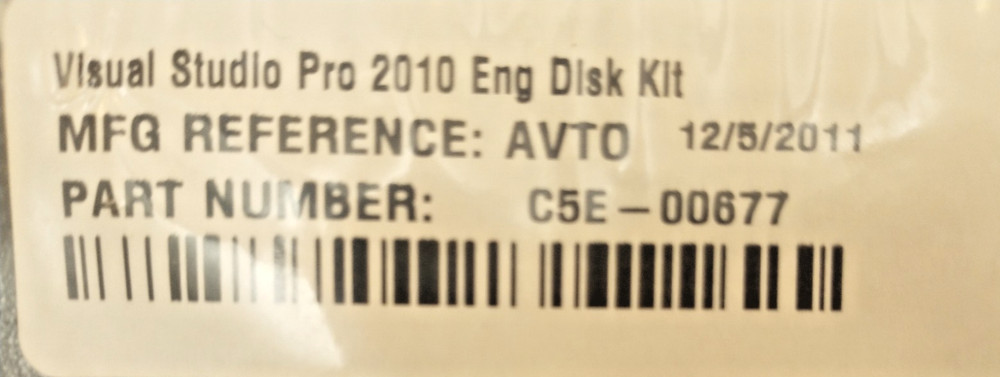 Visual Studio Pro 2010 Eng Disk Kit
MFG REFERENCE: AVTO 12/5/2011
PART NUMBER: C5E-00677